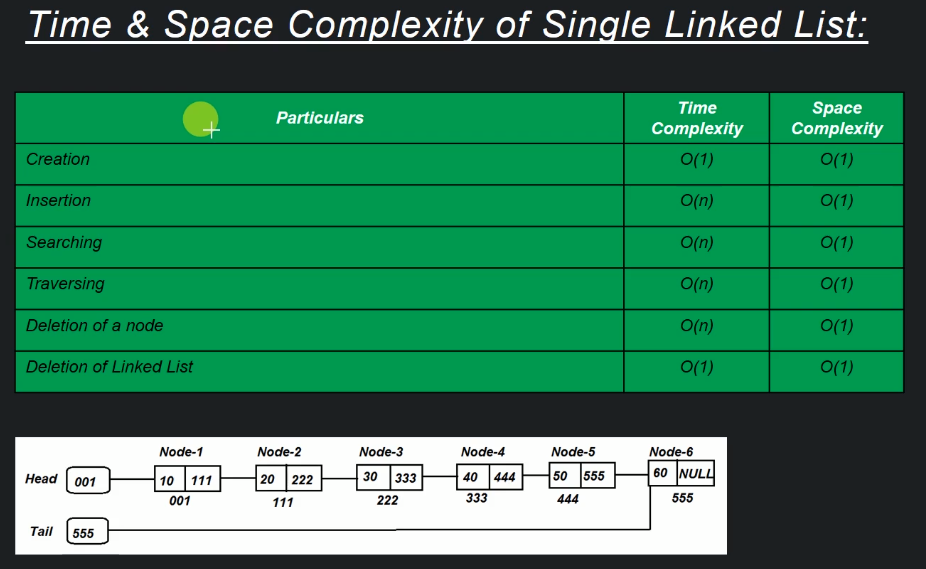 Time & Space Complexity of Single Linked List:
Particulars Time Complexity Space Complexity
Creation O(1) O(1)
Insertion O(n) O(1)
Searching O(n) O(1)
Traversing O(n) O(1)
Deletion of a node O(n) O(1)
Deletion of Linked List O(1) O(1)
Node-1 Node-2 Node-3 Node-4 Node-5 Node-6
Head 001 10 111 20 222 30 333 40 444 50 555 60 NULL
001 111 222 333 444 555
Tail 555